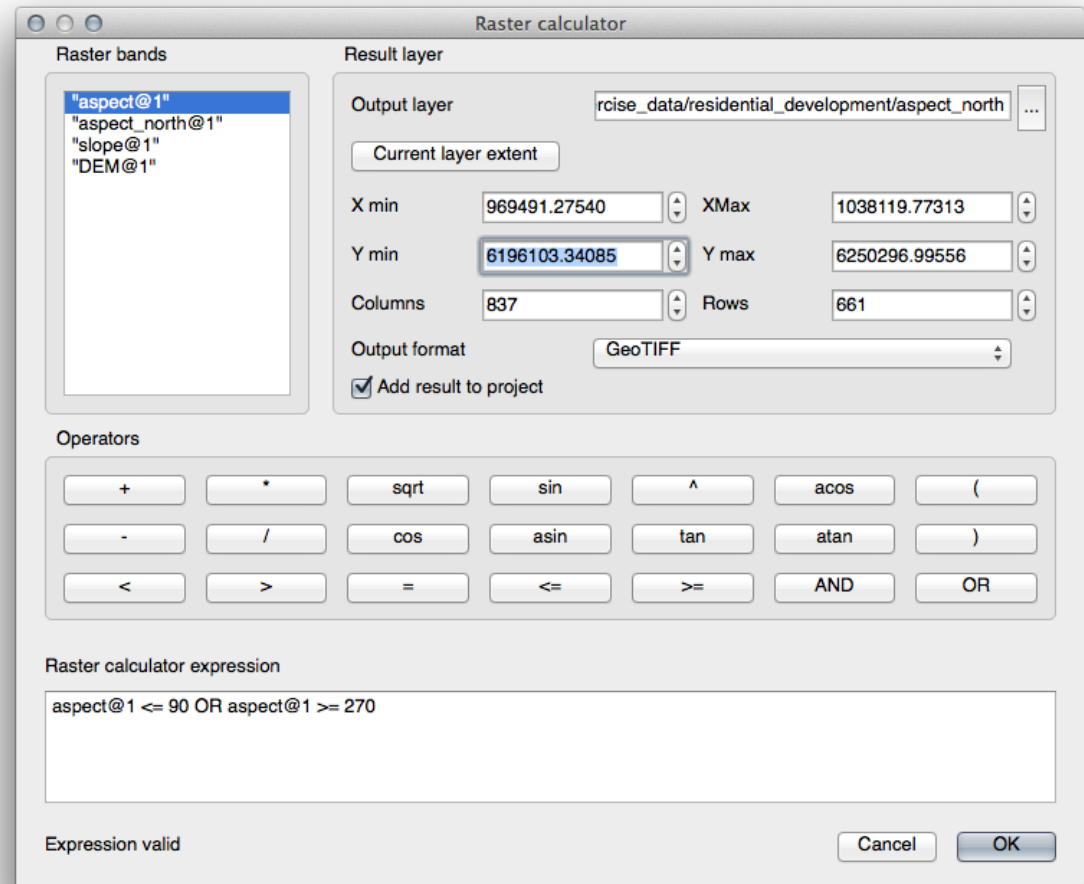 Raster calculator
Raster bands
Result layer
"aspect@1"
"aspect_north@1"
"slope@1"
"DEM@1"
Output layer
rcise_data/residential_development/aspect_north
...
Current layer extent
X min
969491.27540
XMax
1038119.77313
Y min
6196103.34085
Y max
6250296.99556
Columns
837
Rows
661
Output format
GeoTIFF
Add result to project
Operators
+ * sqrt sin ^ acos (
- / cos asin tan atan )
< > = <= >= AND OR
Raster calculator expression
aspect@1 <= 90 OR aspect@1 >= 270
Expression valid
Cancel
OK